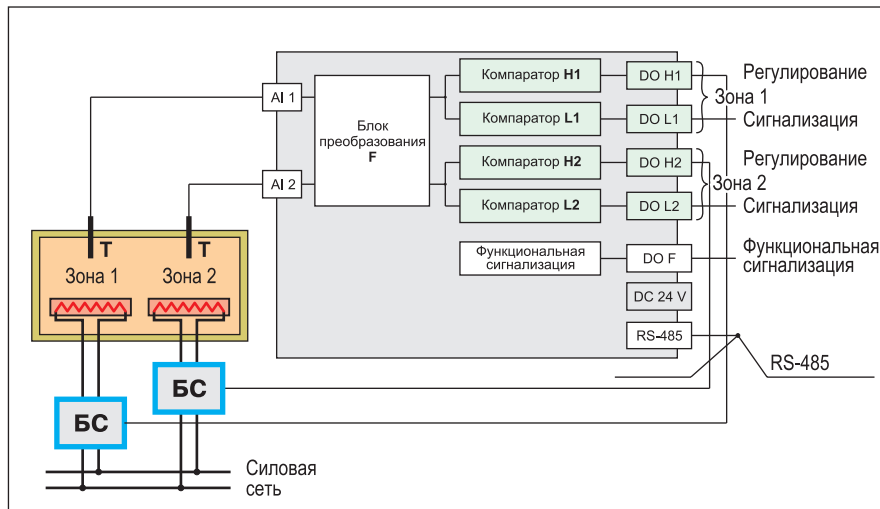 AI 1
AI 2
Блок
преобразования
F
Компаратор H1
Компаратор L1
Компаратор H2
Компаратор L2
Функциональная
сигнализация
DO H1
DO L1
DO H2
DO L2
DO F
DC 24 V
RS-485
Регулирование
Зона 1
Сигнализация
Регулирование
Зона 2
Сигнализация
Функциональная
сигнализация
RS-485
Т
Т
Зона 1
Зона 2
БС
БС
Силовая
сеть